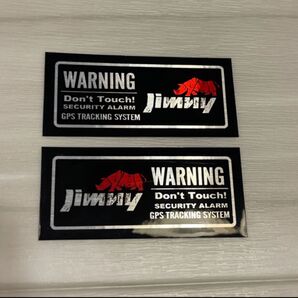 WARNING
Don't Touch!
SECURITY ALARM
GPS TRACKING SYSTEM
Jimny
Jimny
WARNING
Don't Touch!
SECURITY ALARM
GPS TRACKING SYSTEM